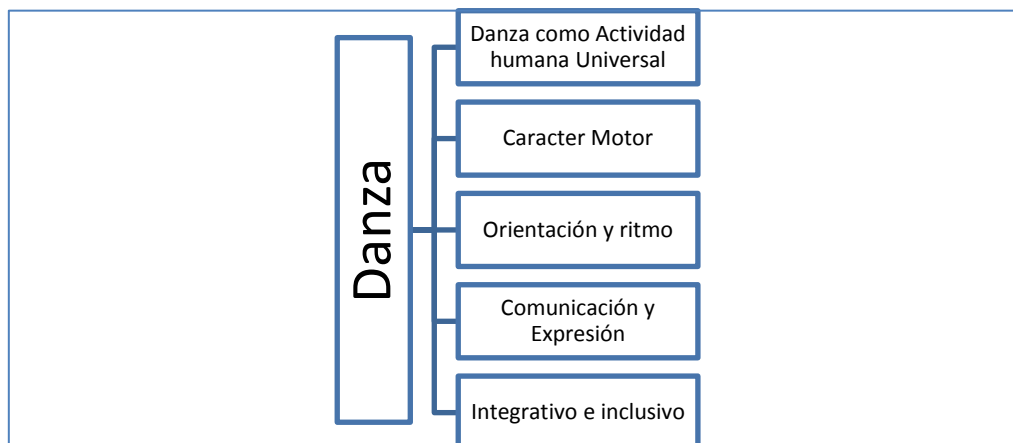 Danza
Danza como Actividad
humana Universal
Caracter Motor
Orientación y ritmo
Comunicación y
Expresión
Integrativo e inclusivo